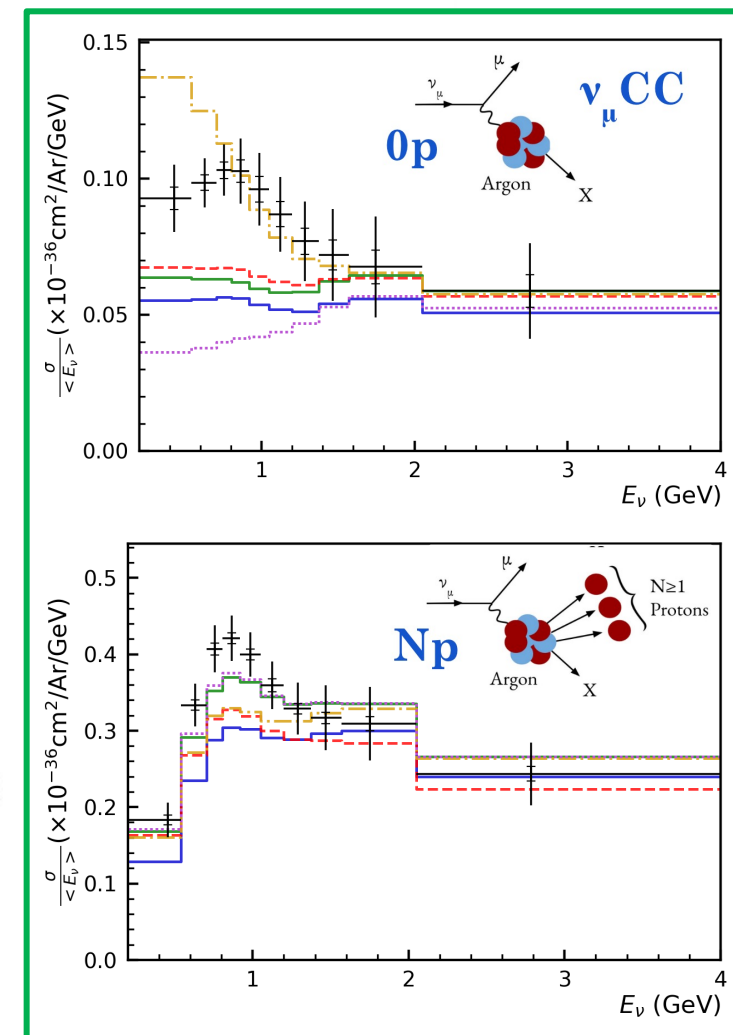 0.15
0.10
0.05
0.00
σ
<E_ν>
(×10⁻³⁶cm²/Ar/GeV)
μ
ν_μ
ν_μCC
0p
Argon
X
1 2 3 4
E_ν (GeV)
0.5
0.4
0.3
0.2
0.1
0.0
σ
<E_ν>
(×10⁻³⁶cm²/Ar/GeV)
μ
ν_μ
N≥1
Protons
Np
Argon
X
1 2 3 4
E_ν (GeV)